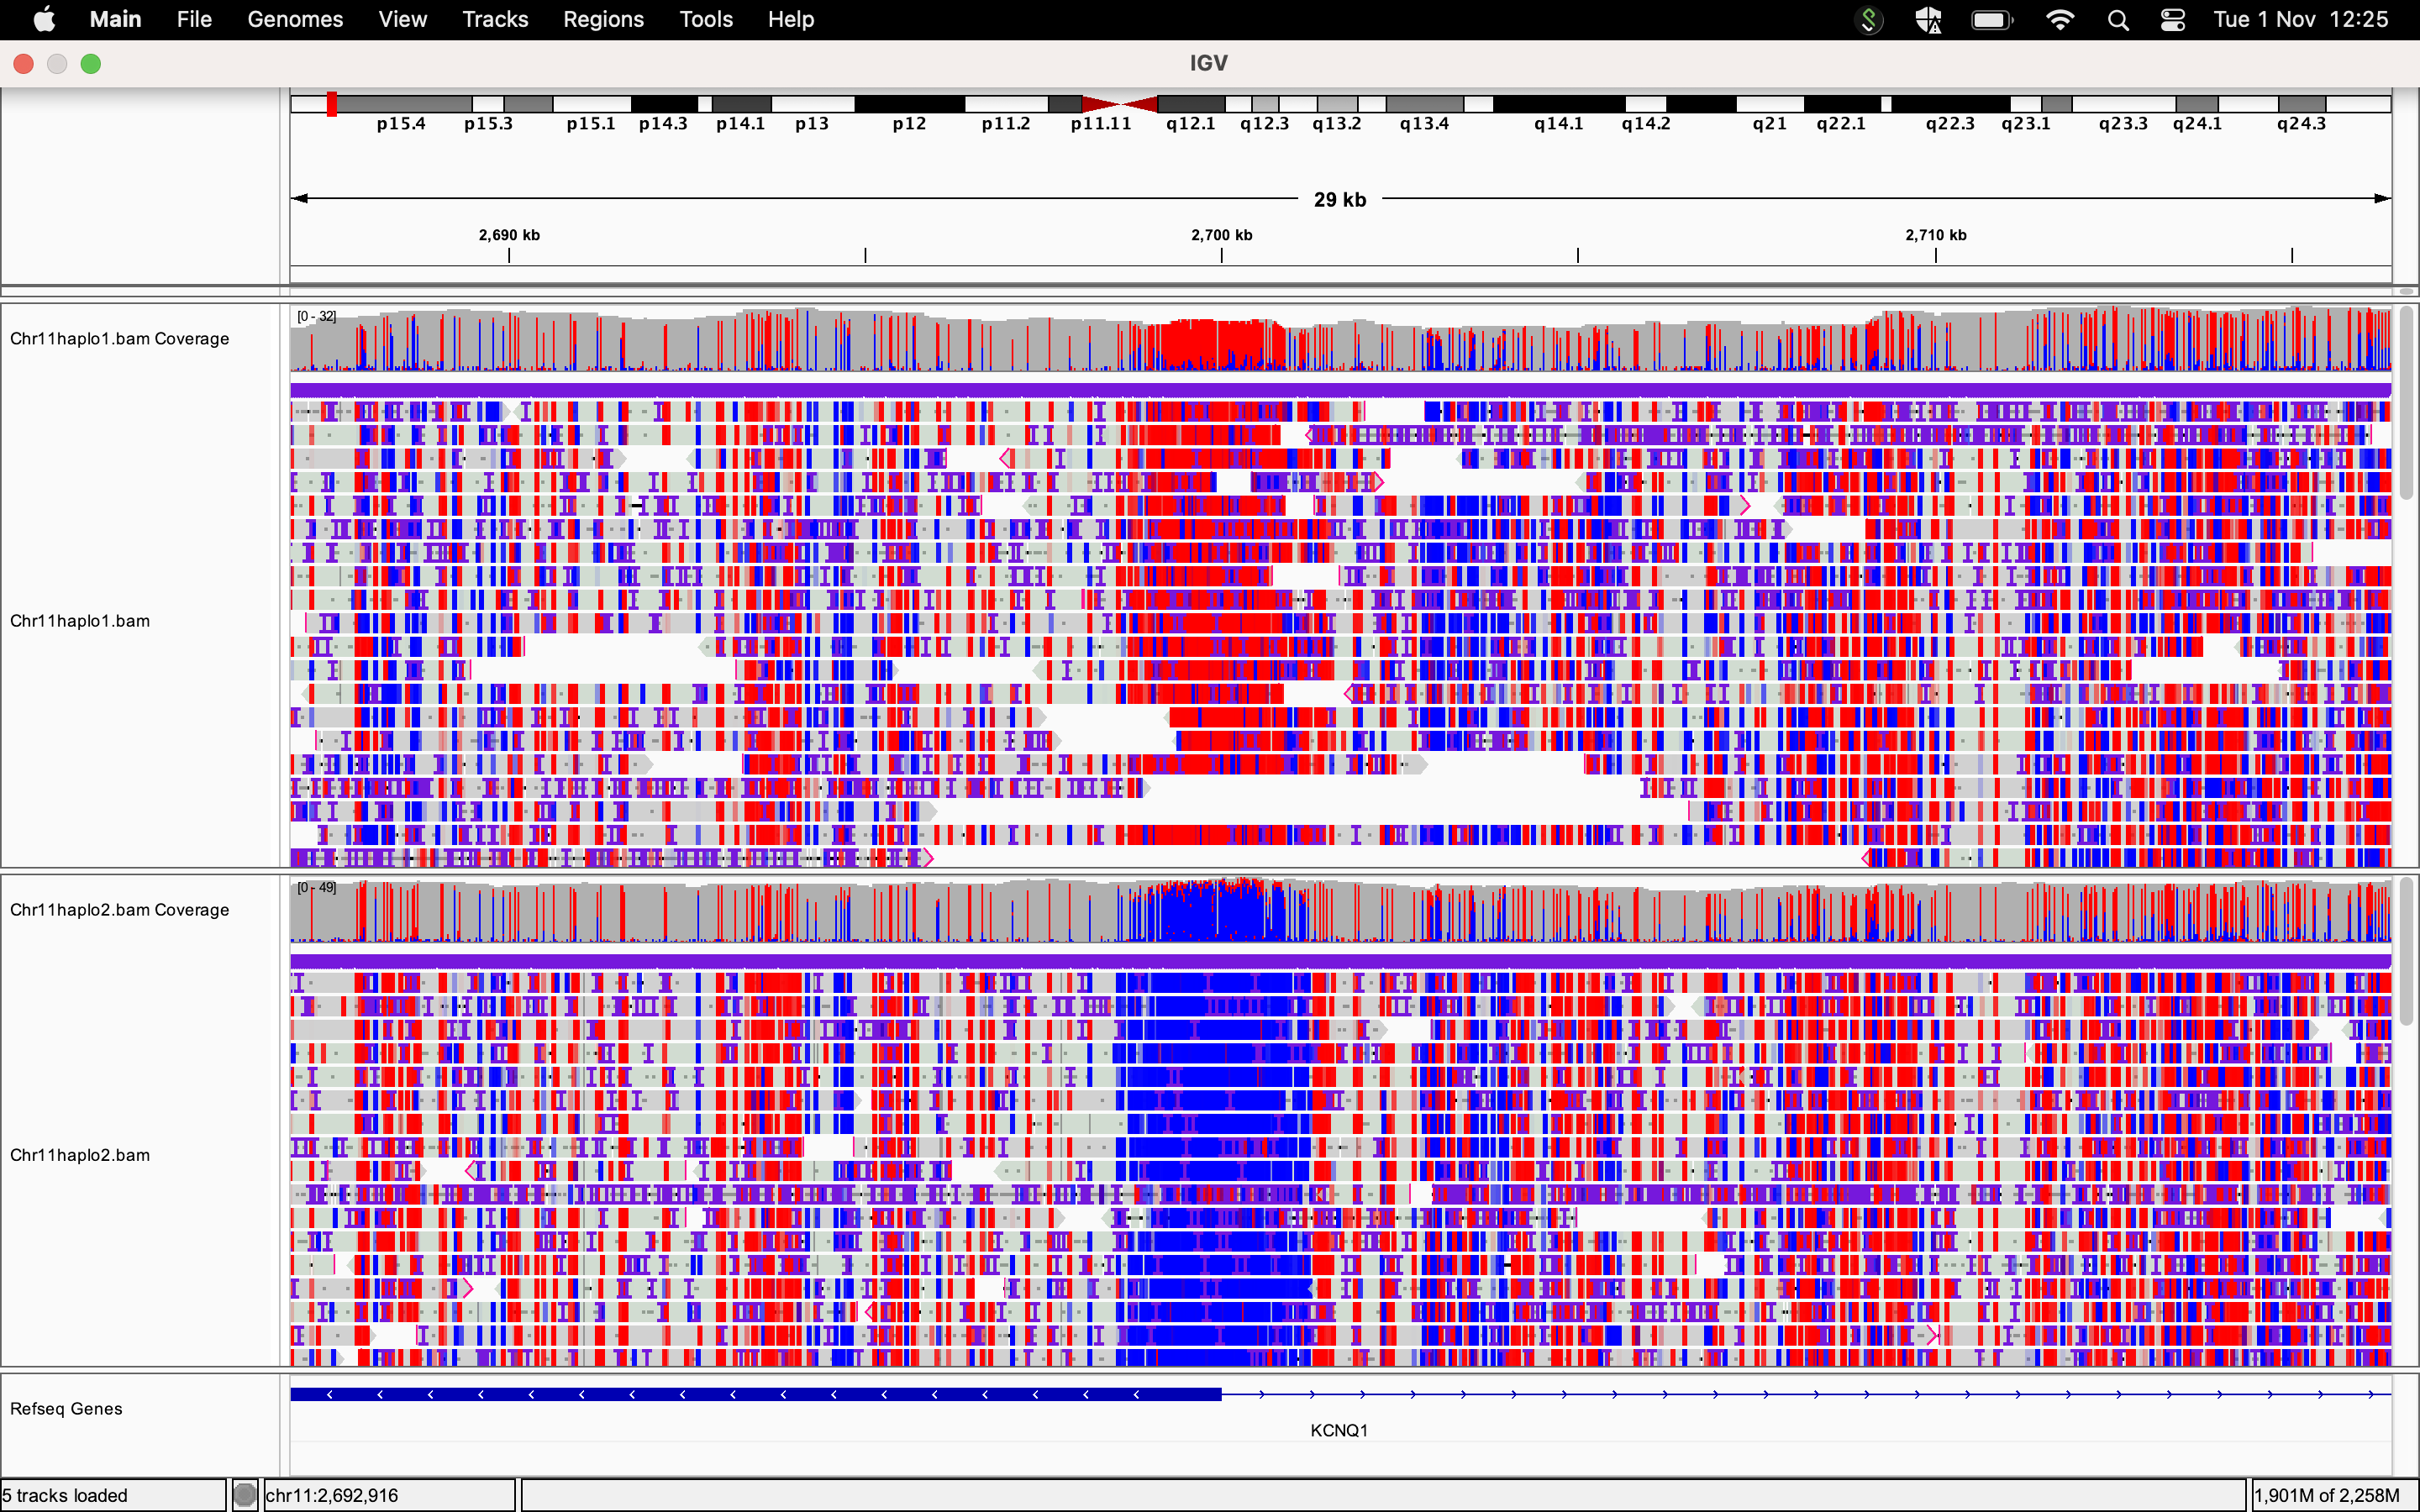 Main File Genomes View Tracks Regions Tools Help Tue 1 Nov 12:25
IGV
p15.4 p15.3 p15.1 p14.3 p14.1 p13 p12 p11.2 p11.11 q12.1 q12.3 q13.2 q13.4 q14.1 q14.2 q21 q22.1 q22.3 q23.1 q23.3 q24.1 q24.3
29 kb
2,690 kb 2,700 kb 2,710 kb
[0 - 32]
Chr11haplo1.bam Coverage
Chr11haplo1.bam
[0 - 49]
Chr11haplo2.bam Coverage
Chr11haplo2.bam
Refseq Genes
KCNQ1
5 tracks loaded chr11:2,692,916 1,901M of 2,258M